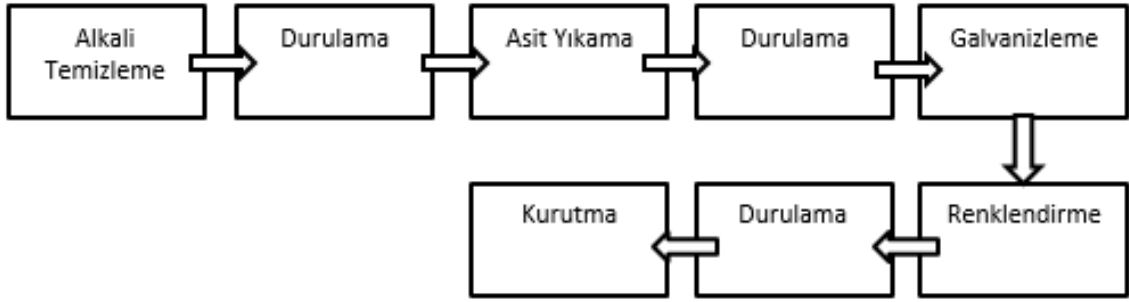 Alkali
Temizleme
Durulama
Asit Yıkama
Durulama
Galvanizleme
Renklendirme
Durulama
Kurutma